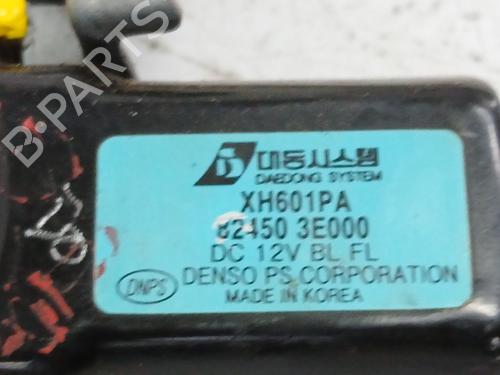 대동시스템
DAEDONG SYSTEM
XH601PA
82450 3E000
DC 12V BL FL
DENSO PS CORPORATION
DNPS
MADE IN KOREA
B-PARTS